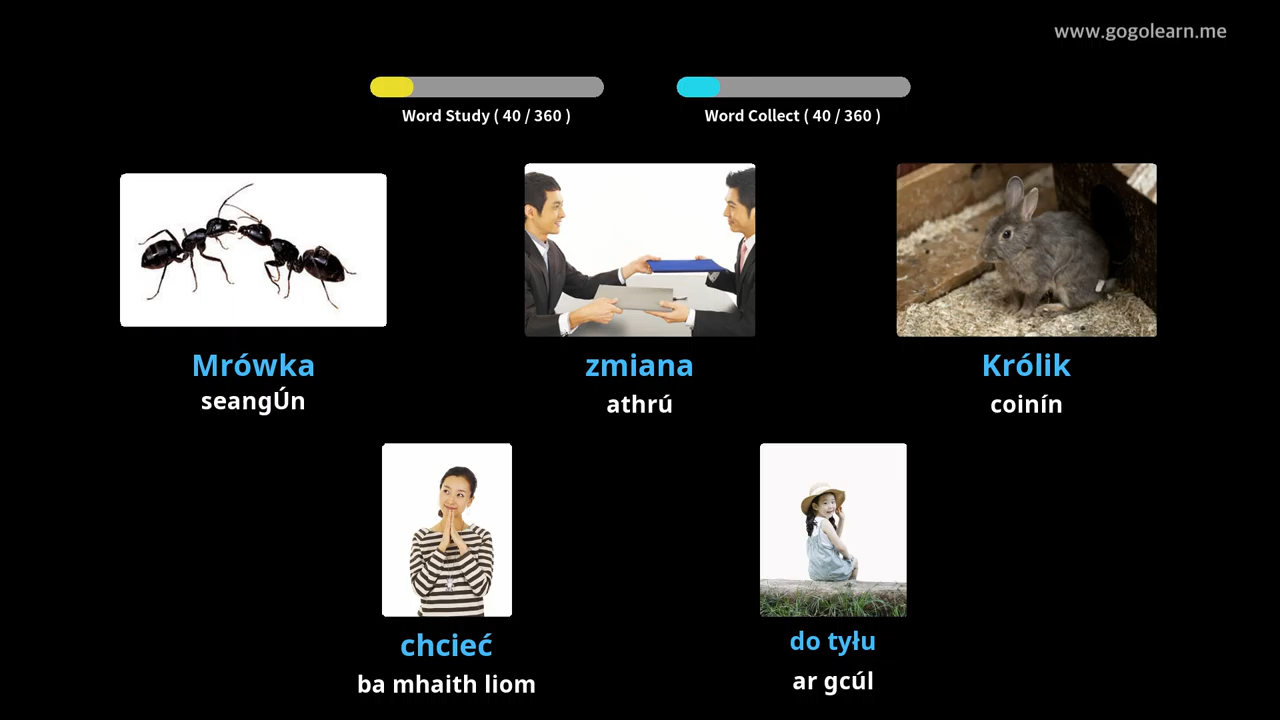 www.gogolearn.me
Word Study ( 40 / 360 )
Word Collect ( 40 / 360 )
Mrówka
seangÚn
zmiana
athrú
Królik
coinín
chcieć
ba mhaith liom
do tyłu
ar gcúl